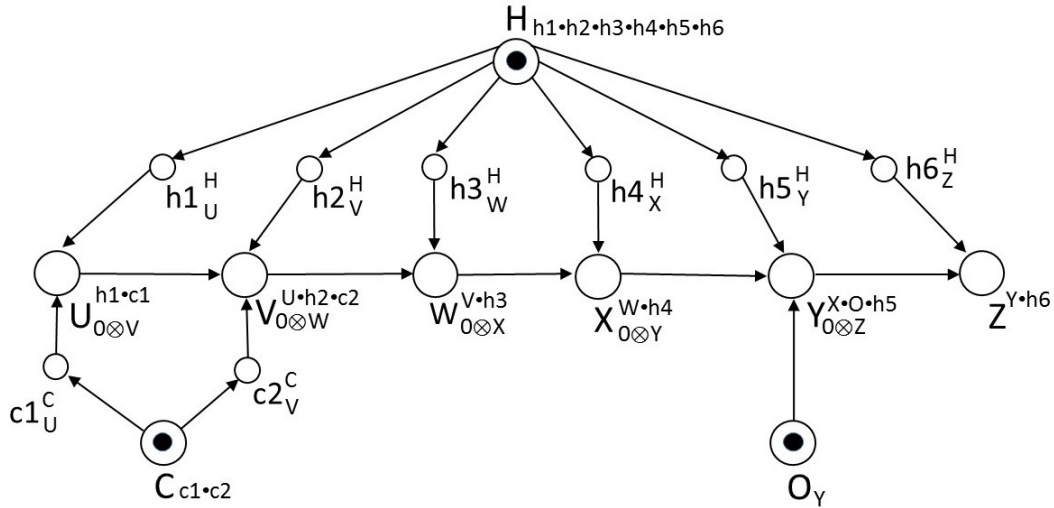 H h1•h2•h3•h4•h5•h6
h1 H U
h2 H V
h3 H W
h4 H X
h5 H Y
h6 H Z
U h1•c1 0⊗V
V U•h2•c2 0⊗W
W V•h3 0⊗X
X W•h4 0⊗Y
Y X•O•h5 0⊗Z
Z Y•h6
c1 C U
c2 C V
C c1•c2
O Y